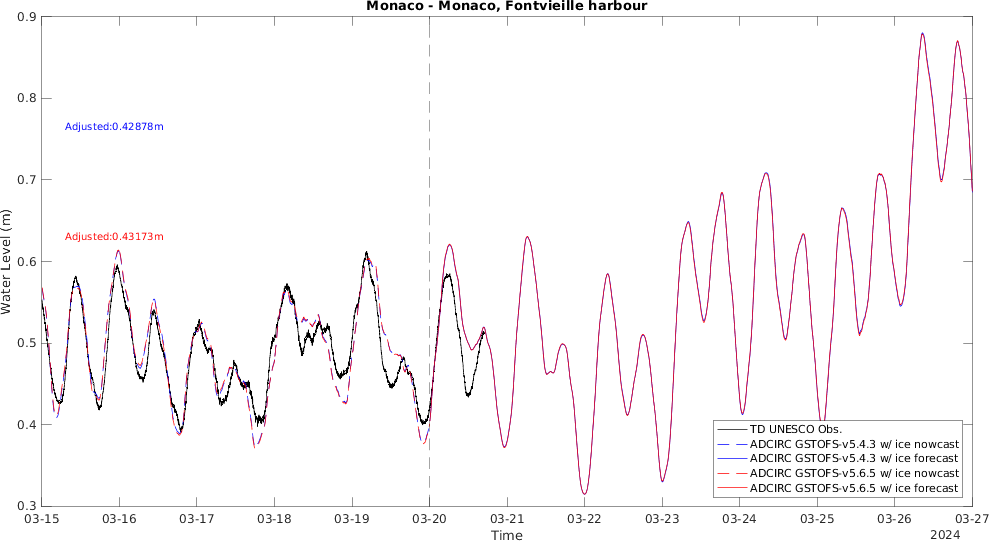 Monaco - Monaco, Fontvieille harbour
0.9
0.8
0.7
0.6
0.5
0.4
0.3
Water Level (m)
Adjusted:0.42878m
Adjusted:0.43173m
TD UNESCO Obs.
ADCIRC GSTOFS-v5.4.3 w/ ice nowcast
ADCIRC GSTOFS-v5.4.3 w/ ice forecast
ADCIRC GSTOFS-v5.6.5 w/ ice nowcast
ADCIRC GSTOFS-v5.6.5 w/ ice forecast
03-15 03-16 03-17 03-18 03-19 03-20 03-21 03-22 03-23 03-24 03-25 03-26 03-27
Time
2024